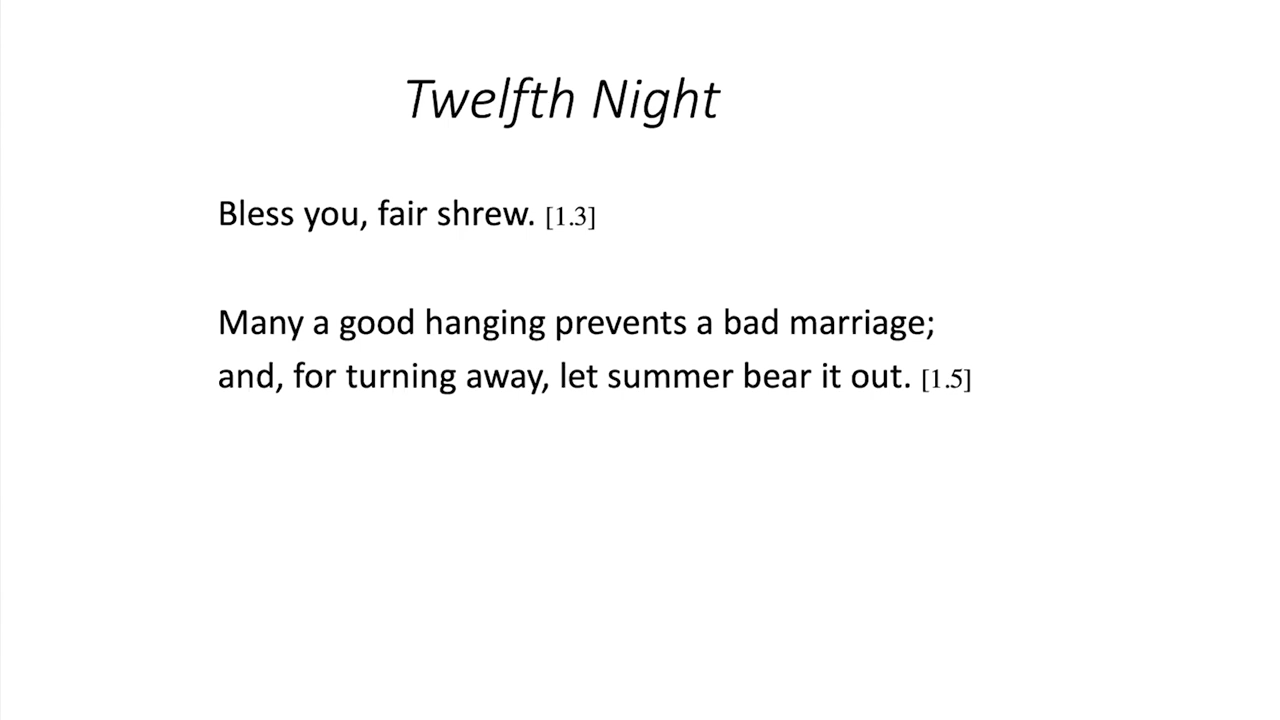 Twelfth Night
Bless you, fair shrew. [1.3]
Many a good hanging prevents a bad marriage;
and, for turning away, let summer bear it out. [1.5]